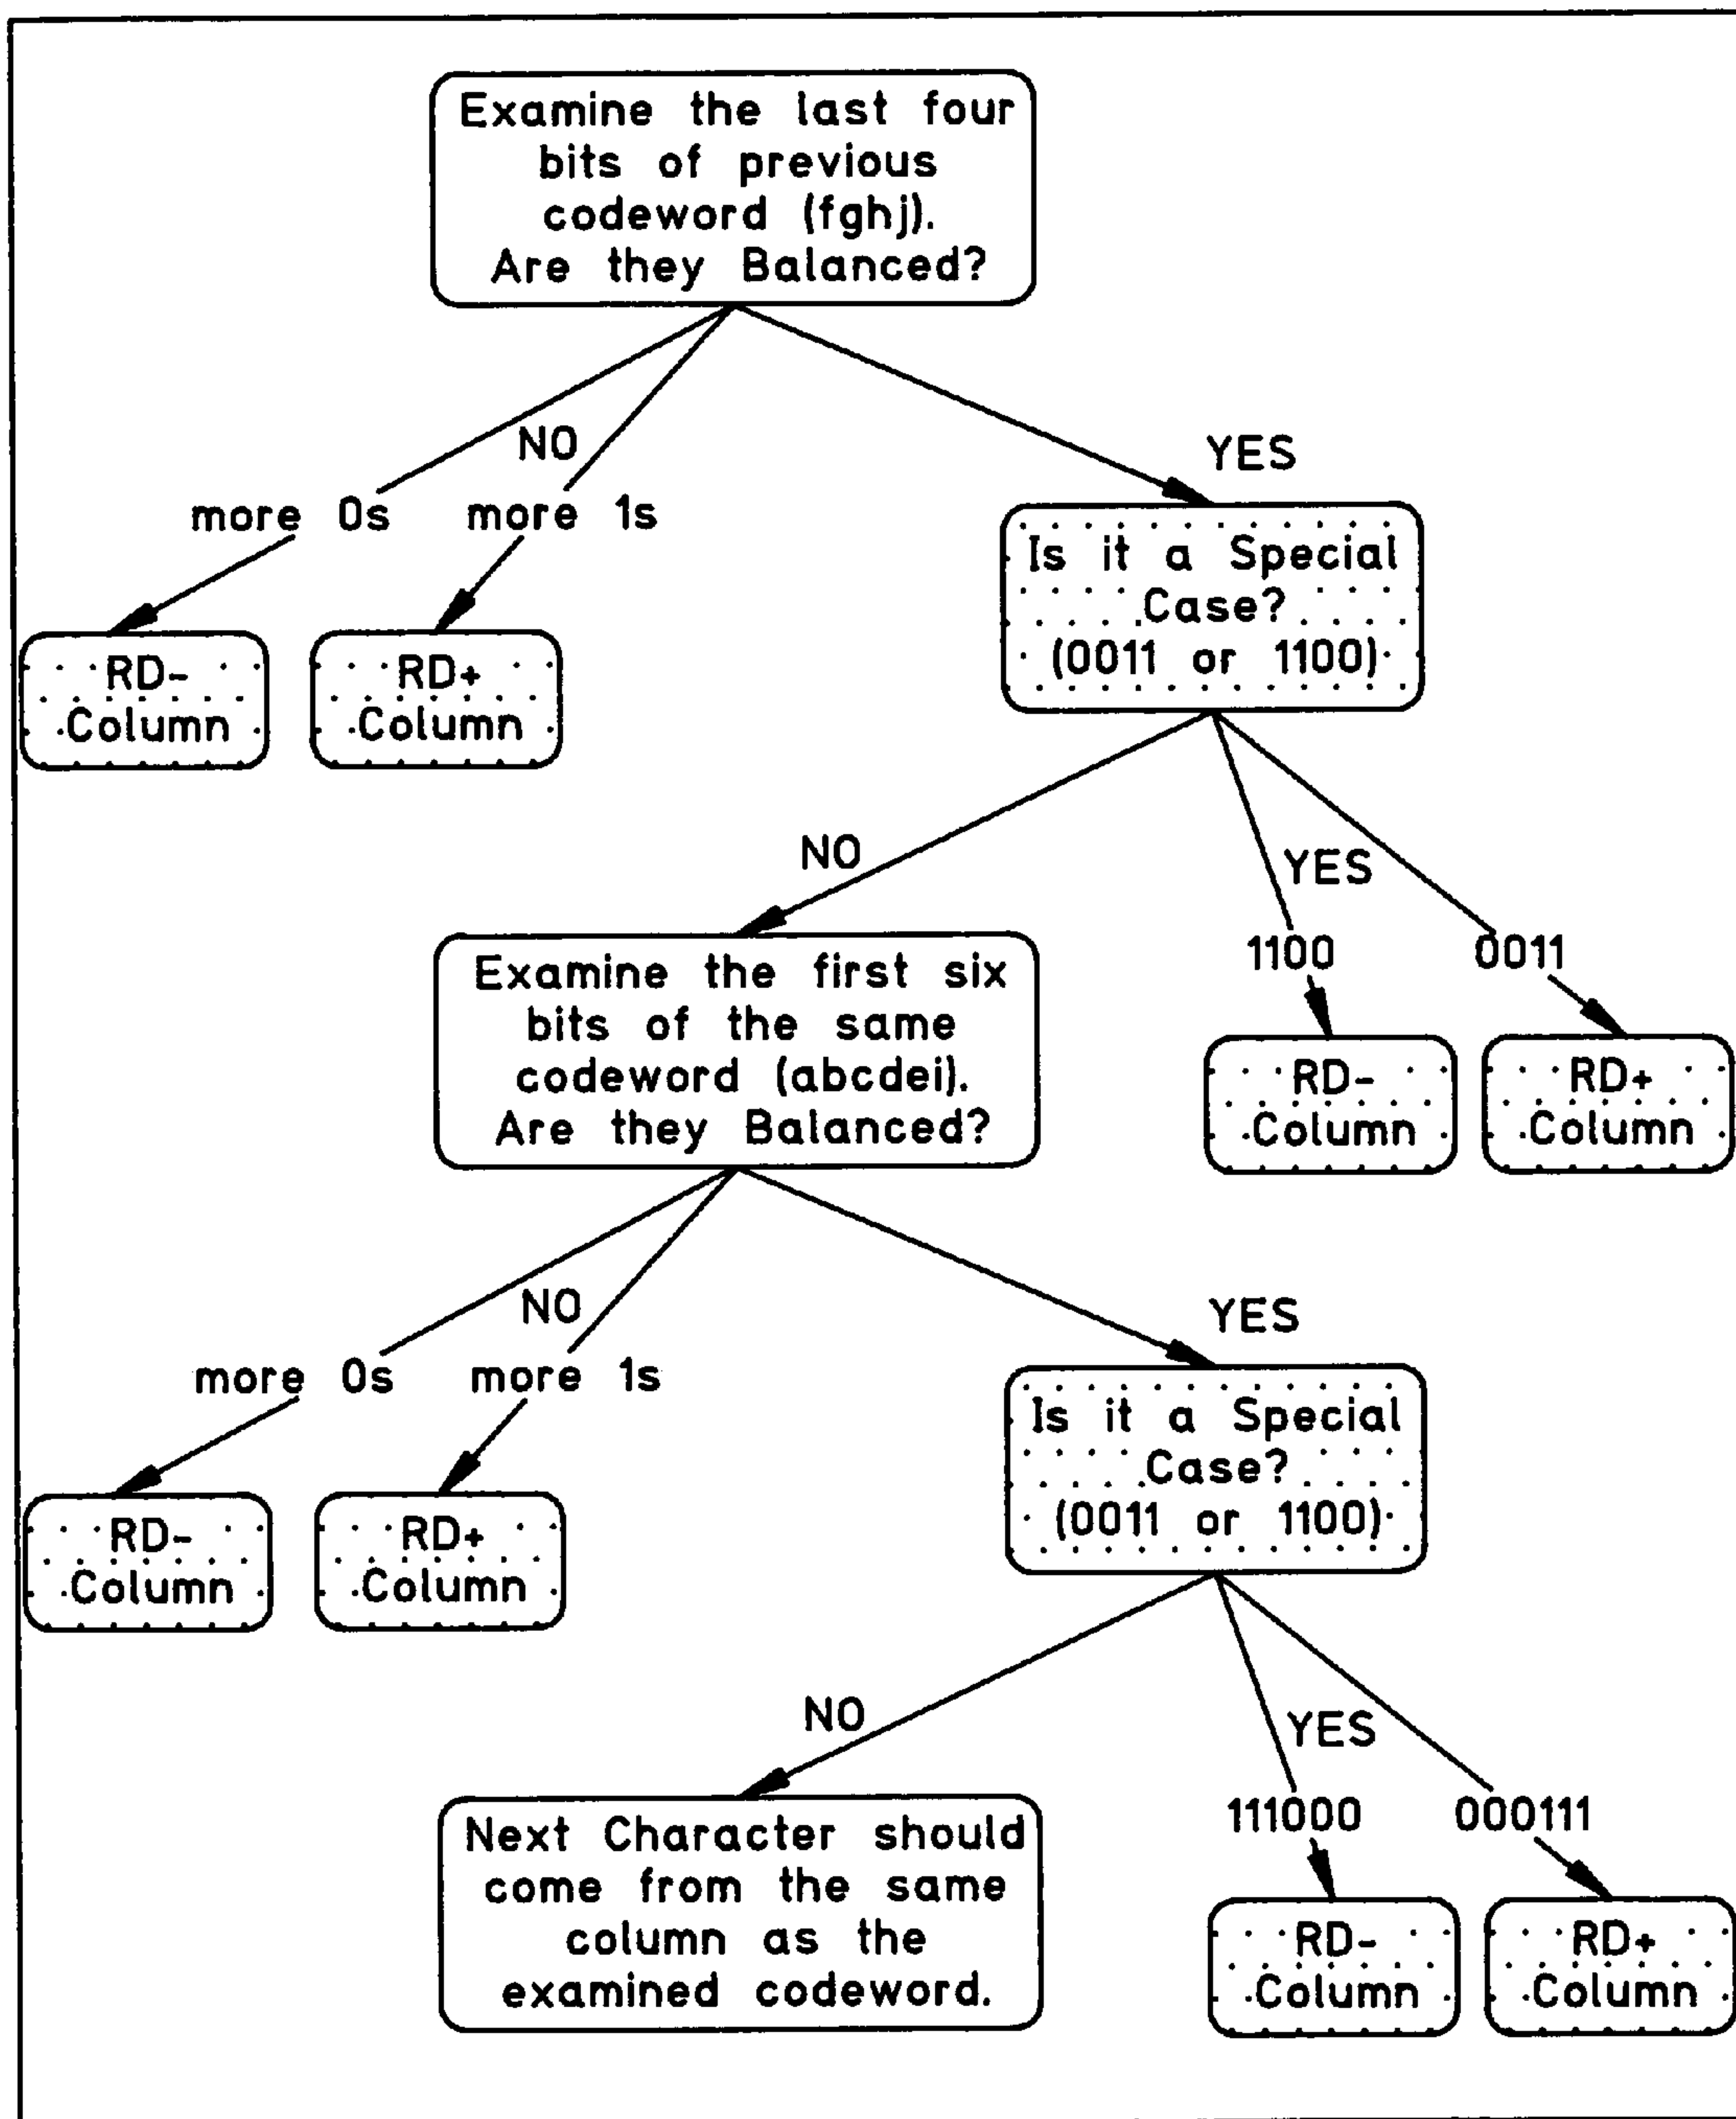 Examine the last four
bits of previous
codeword (fghj).
Are they Balanced?
NO
YES
more 0s
more 1s
Is it a Special
Case?
(0011 or 1100)
RD-
Column
RD+
Column
NO
YES
1100
0011
Examine the first six
bits of the same
codeword (abcdei).
Are they Balanced?
RD-
Column
RD+
Column
NO
YES
more 0s
more 1s
Is it a Special
Case?
(0011 or 1100)
RD-
Column
RD+
Column
NO
YES
111000
000111
Next Character should
come from the same
column as the
examined codeword.
RD-
Column
RD+
Column